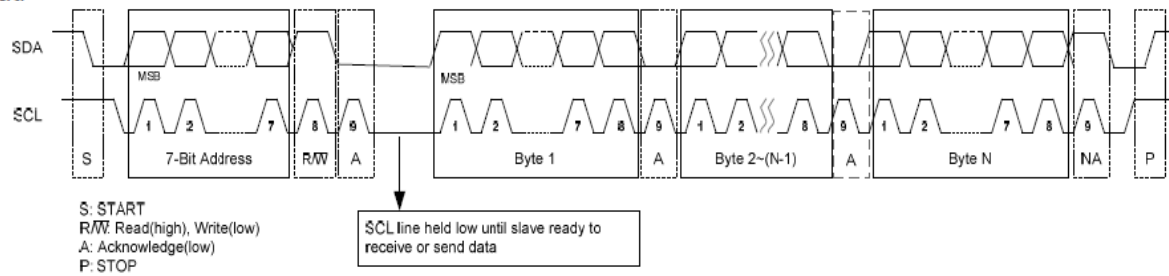 SDA
MSB
MSB
SCL
1 2 7 8 9 1 2 7 8 9 1 2 8 9 1 2 7 8 9
S 7-Bit Address R/W A Byte 1 A Byte 2~(N-1) A Byte N NA P
S: START
R/W: Read(high), Write(low)
A: Acknowledge(low)
P: STOP
SCL line held low until slave ready to
receive or send data